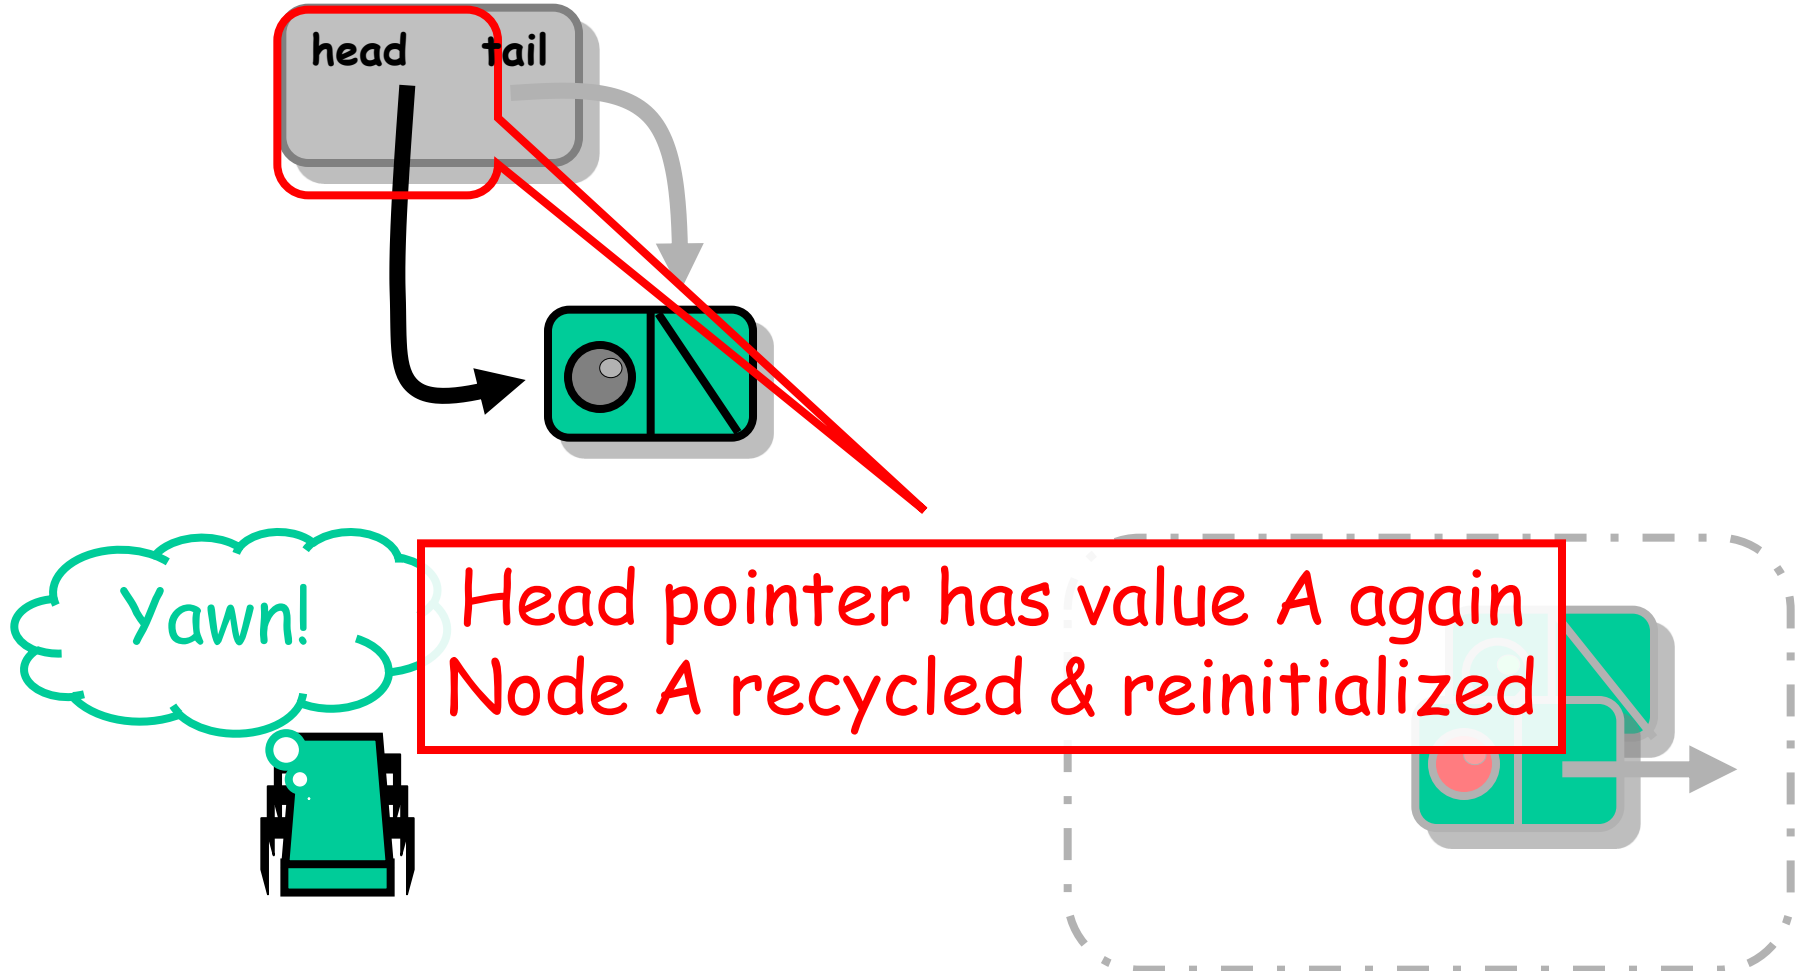 head tail
Yawn!
Head pointer has value A again
Node A recycled & reinitialized